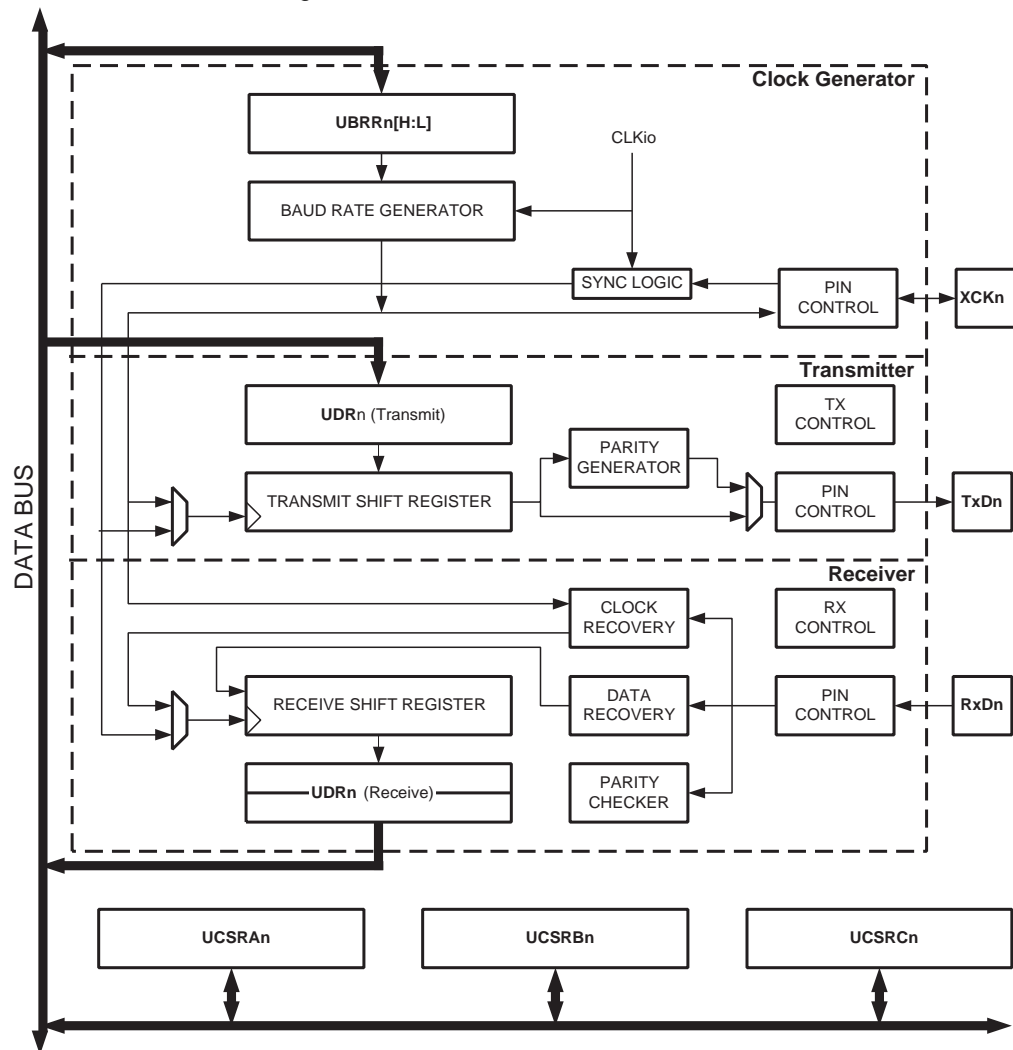 Clock Generator
UBRRn[H:L]
CLKio
BAUD RATE GENERATOR
SYNC LOGIC
PIN
CONTROL
XCKn
DATA BUS
Transmitter
UDRn (Transmit)
TX
CONTROL
PARITY
GENERATOR
TRANSMIT SHIFT REGISTER
PIN
CONTROL
TxDn
Receiver
CLOCK
RECOVERY
RX
CONTROL
RECEIVE SHIFT REGISTER
DATA
RECOVERY
PIN
CONTROL
RxDn
UDRn (Receive)
PARITY
CHECKER
UCSRAn
UCSRBn
UCSRCn